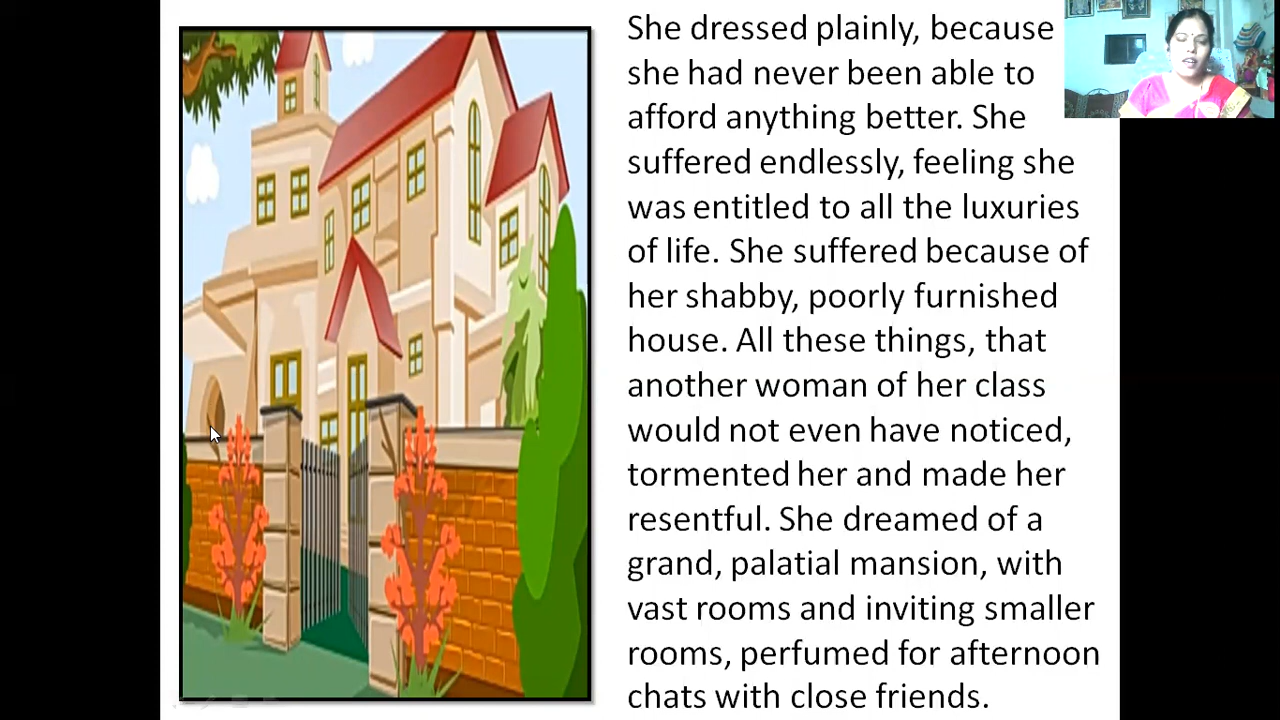 She dressed plainly, because
she had never been able to
afford anything better. She
suffered endlessly, feeling she
was entitled to all the luxuries
of life. She suffered because of
her shabby, poorly furnished
house. All these things, that
another woman of her class
would not even have noticed,
tormented her and made her
resentful. She dreamed of a
grand, palatial mansion, with
vast rooms and inviting smaller
rooms, perfumed for afternoon
chats with close friends.